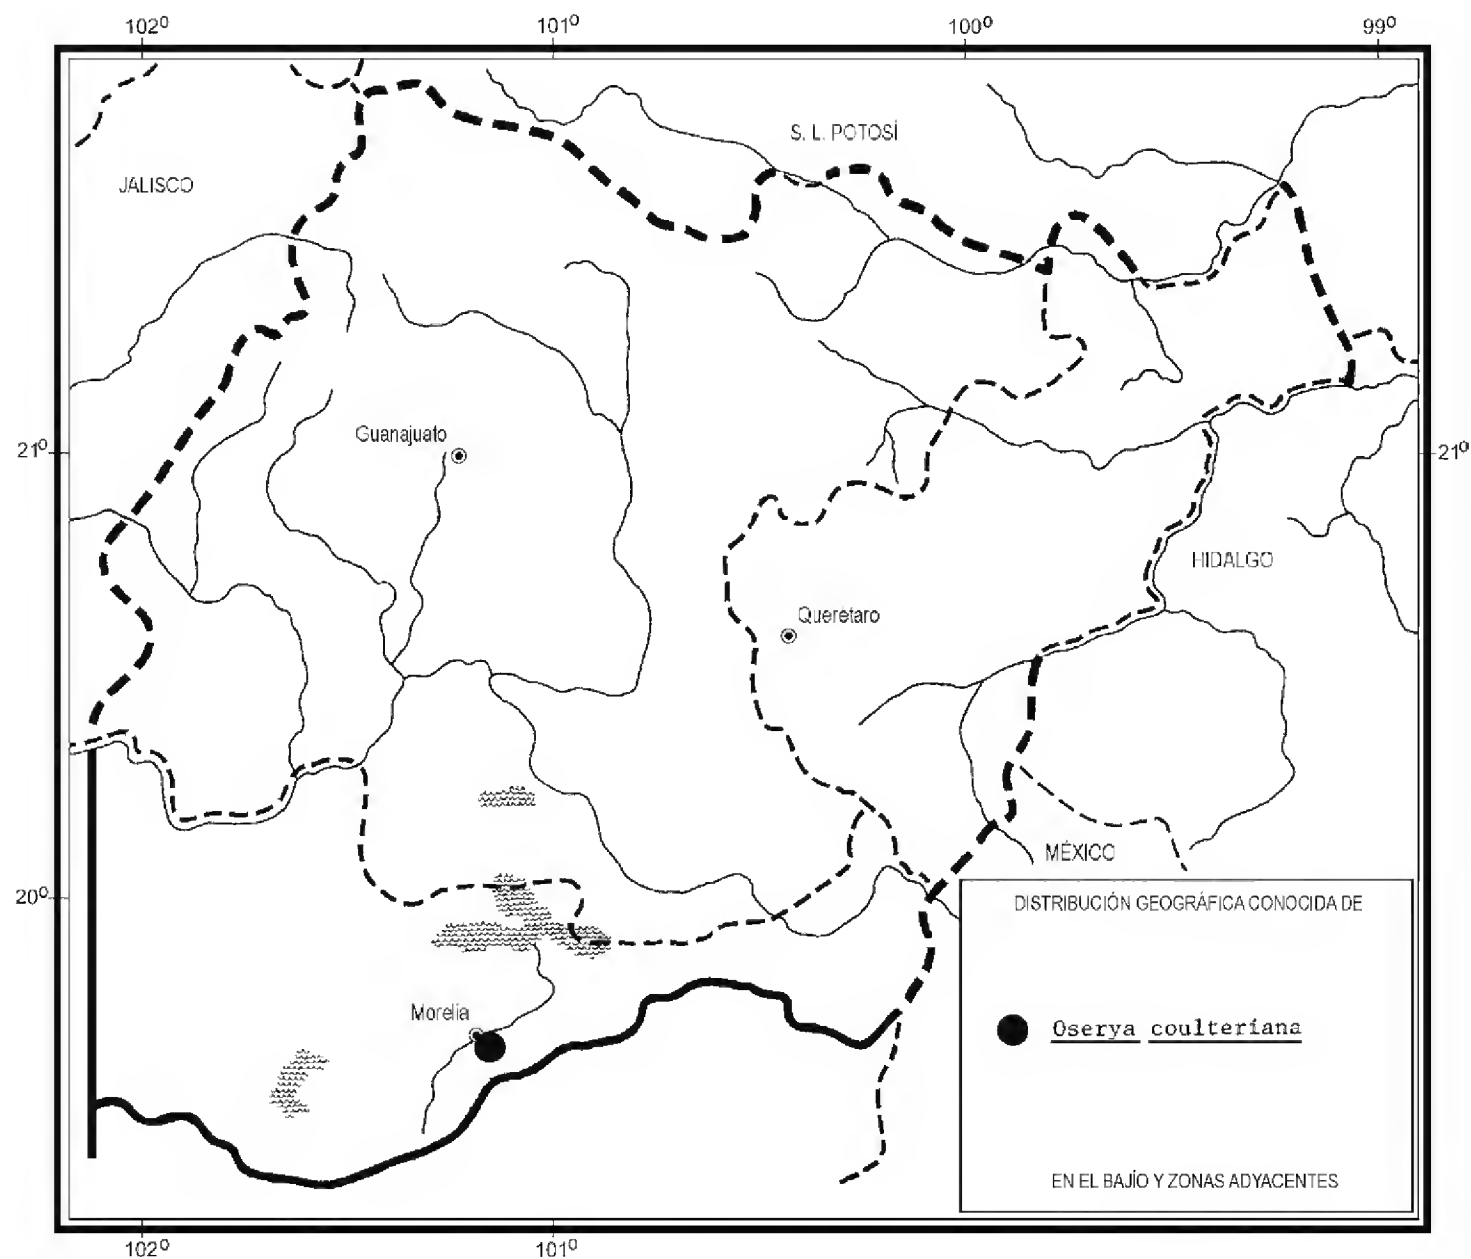 102º 101º 100º 99º
S. L. POTOSÍ
JALISCO
Guanajuato
21º 21º
HIDALGO
Queretaro
MÉXICO
20º
DISTRIBUCIÓN GEOGRÁFICA CONOCIDA DE
Morelia
Oserya coulteriana
EN EL BAJÍO Y ZONAS ADYACENTES
102º 101º